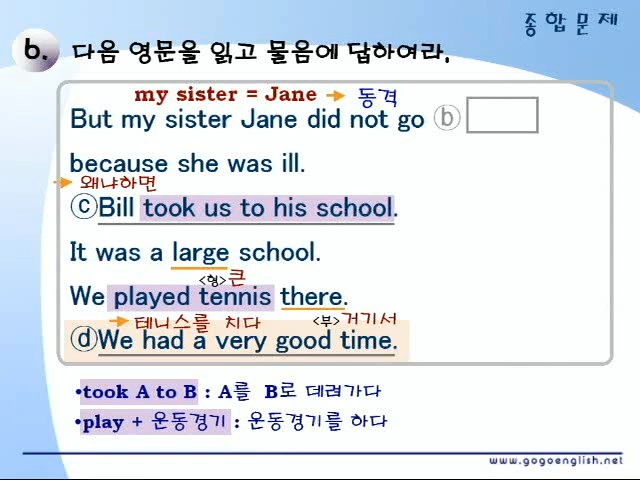 종합문제
b. 다음 영문을 읽고 물음에 답하여라.
my sister = Jane → 동격
But my sister Jane did not go ⓑ
because she was ill.
→ 왜냐하면
ⓒBill took us to his school.
It was a large school.
<형>큰
We played tennis there.
→ 테니스를 치다 <부>거기서
ⓓWe had a very good time.
•took A to B : A를 B로 데려가다
•play + 운동경기 : 운동경기를 하다
www.gogoenglish.net